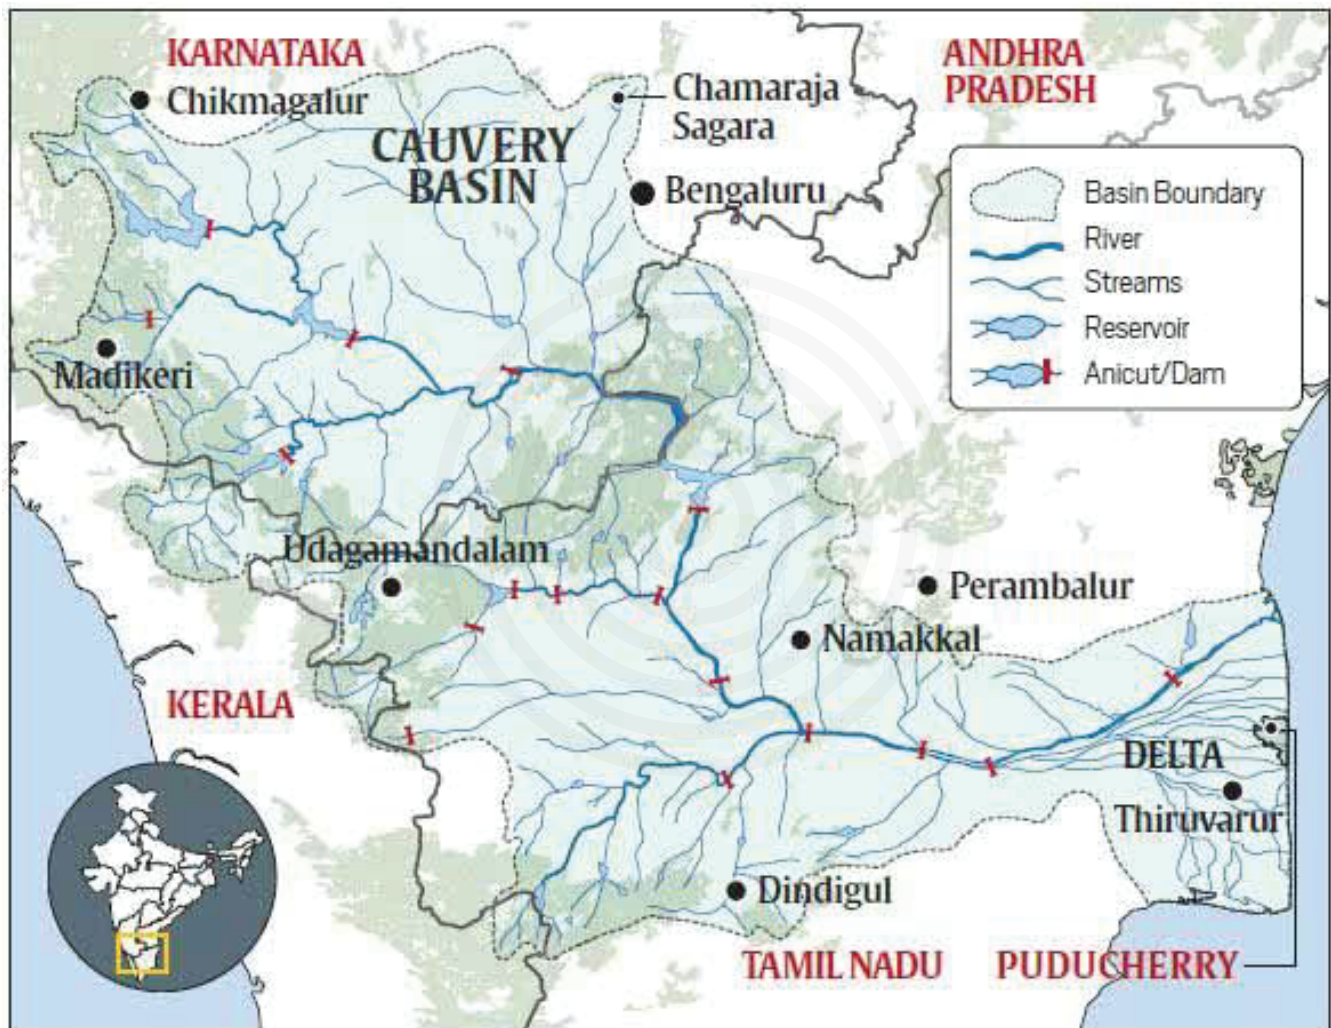 KARNATAKA
ANDHRA
PRADESH
Chikmagalur
Chamaraja
Sagara
CAUVERY
BASIN
Bengaluru
Basin Boundary
River
Streams
Reservoir
Anicut/Dam
Madikeri
Udagamandalam
Perambalur
Namakkal
KERALA
DELTA
Thiruvarur
Dindigul
TAMIL NADU
PUDUCHERRY